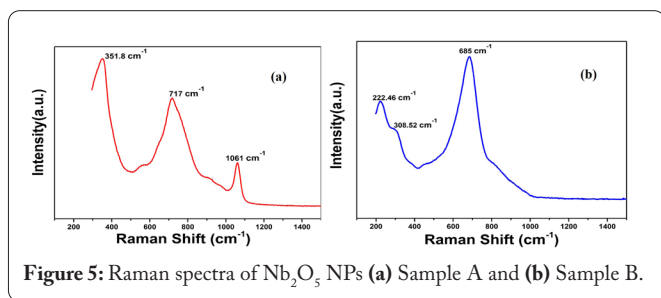 351.8 cm⁻¹
(a)
717 cm⁻¹
1061 cm⁻¹
Intensity(a.u.)
200 400 600 800 1000 1200 1400
Raman Shift (cm⁻¹)
685 cm⁻¹
(b)
222.46 cm⁻¹
308.52 cm⁻¹
Intensity(a.u.)
200 400 600 800 1000 1200 1400
Raman Shift (cm⁻¹)
Figure 5: Raman spectra of Nb₂O₅ NPs (a) Sample A and (b) Sample B.